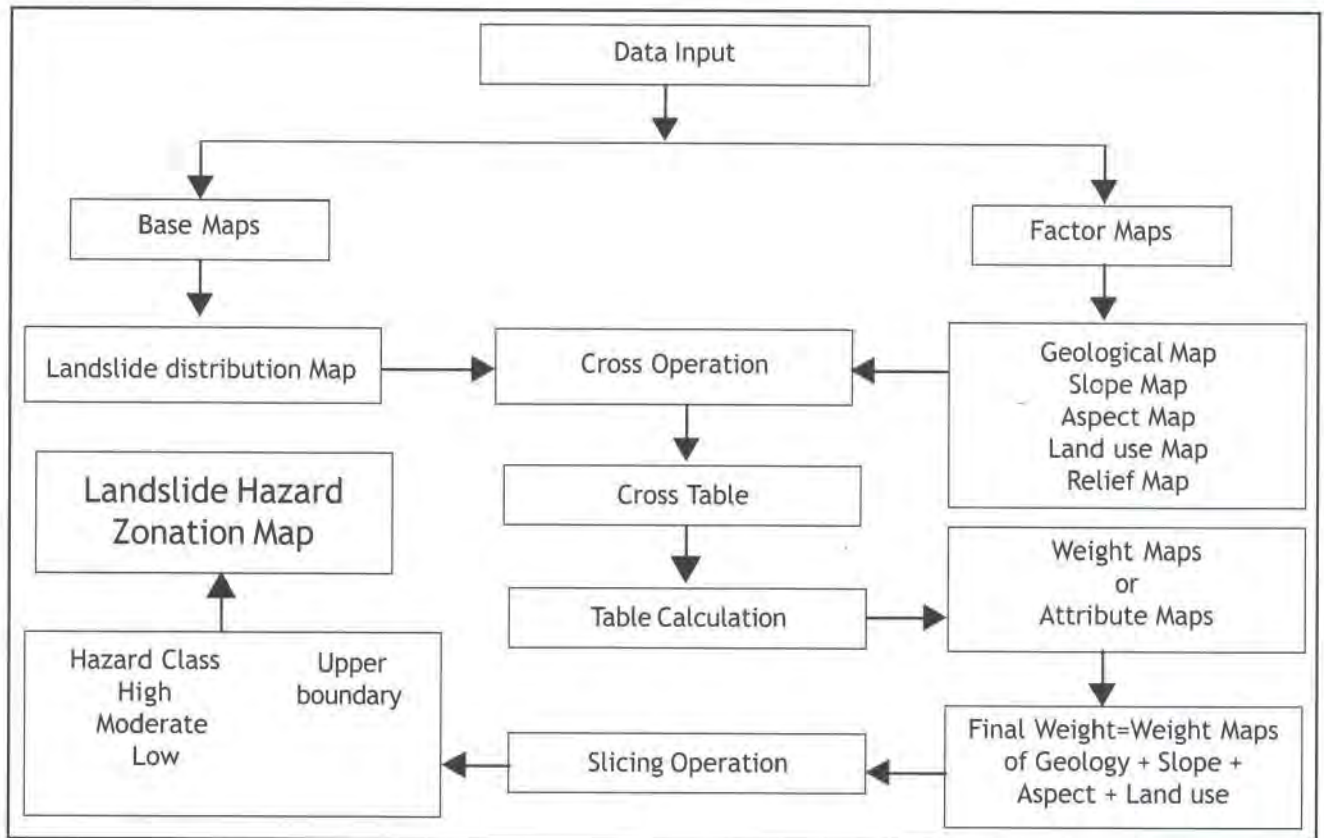 Data Input
Base Maps
Factor Maps
Landslide distribution Map
Cross Operation
Geological Map
Slope Map
Aspect Map
Land use Map
Relief Map
Landslide Hazard
Zonation Map
Cross Table
Table Calculation
Weight Maps
or
Attribute Maps
Hazard Class
High
Moderate
Low
Upper
boundary
Slicing Operation
Final Weight=Weight Maps
of Geology + Slope +
Aspect + Land use